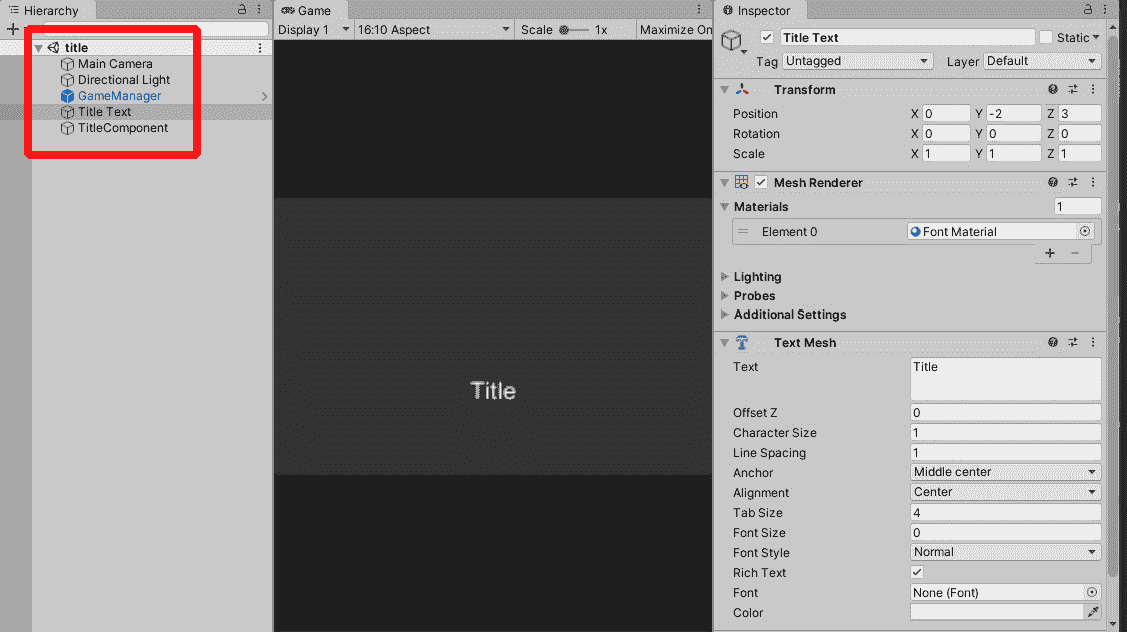 Hierarchy
title
Main Camera
Directional Light
GameManager
Title Text
TitleComponent
Game
Display 1 16:10 Aspect Scale 1x Maximize On
Title
Inspector
Title Text Static
Tag Untagged Layer Default
Transform
Position X 0 Y -2 Z 3
Rotation X 0 Y 0 Z 0
Scale X 1 Y 1 Z 1
Mesh Renderer
Materials 1
Element 0 Font Material
Lighting
Probes
Additional Settings
Text Mesh
Text Title
Offset Z 0
Character Size 1
Line Spacing 1
Anchor Middle center
Alignment Center
Tab Size 4
Font Size 0
Font Style Normal
Rich Text
Font None (Font)
Color